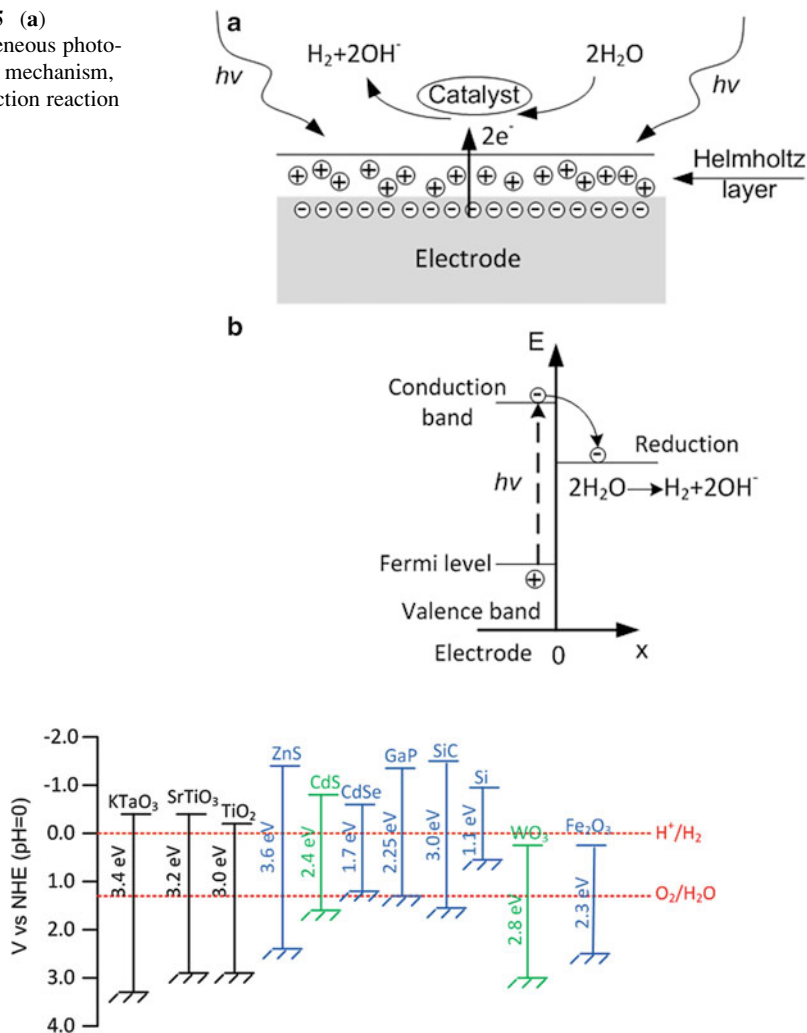 5 (a)
eneous photo-
mechanism,
ction reaction
a
H₂+2OH⁻
2H₂O
hv
hv
Catalyst
2e⁻
Helmholtz
layer
Electrode
b
E
Conduction
band
Reduction
hv
2H₂O→H₂+2OH⁻
Fermi level
Valence band
Electrode 0 x
V vs NHE (pH=0)
-2.0
-1.0
0.0
1.0
2.0
3.0
4.0
KTaO₃
3.4 eV
SrTiO₃
3.2 eV
TiO₂
3.0 eV
ZnS
3.6 eV
CdS
2.4 eV
CdSe
1.7 eV
GaP
2.25 eV
SiC
3.0 eV
Si
1.1 eV
WO₃
2.8 eV
Fe₂O₃
2.3 eV
H⁺/H₂
O₂/H₂O